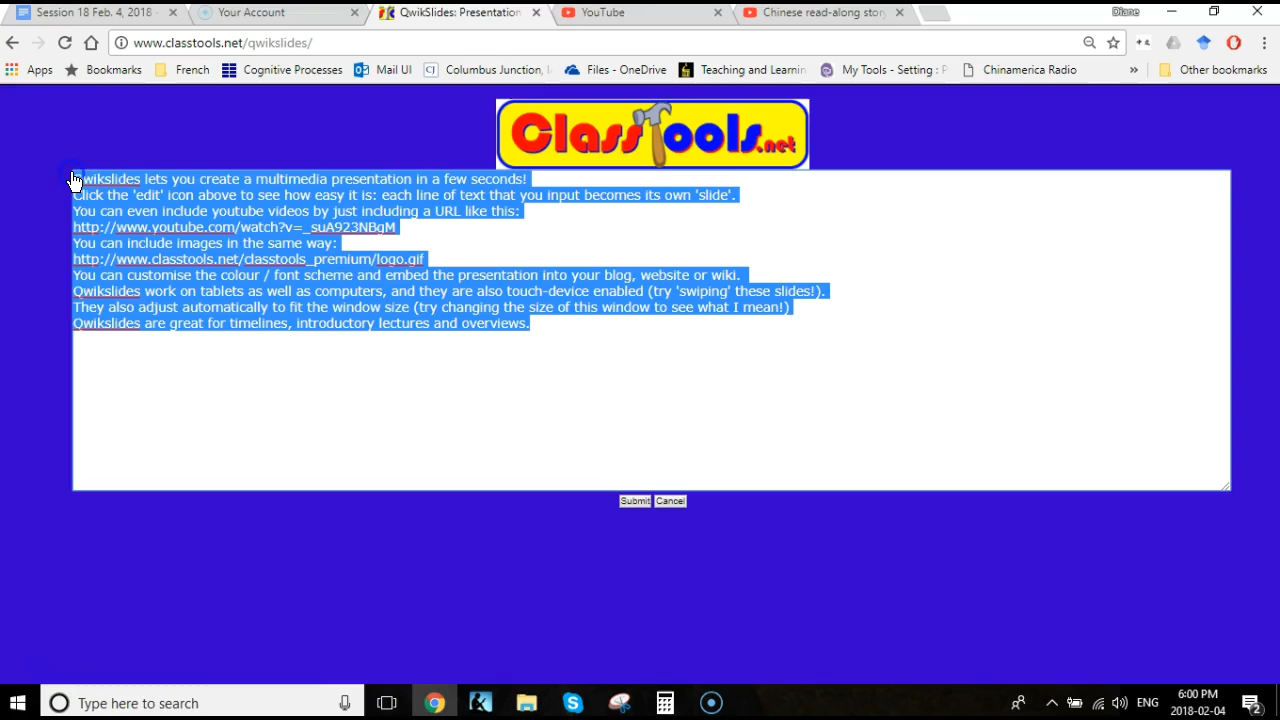 Session 18 Feb. 4, 2018 -
Your Account
QwikSlides: Presentation
YouTube
Chinese read-along story
Diane
www.classtools.net/qwikslides/
Apps
Bookmarks
French
Cognitive Processes
Mail UI
Columbus Junction,
Files - OneDrive
Teaching and Learnin
My Tools - Setting :
Chinamerica Radio
»
Other bookmarks
ClassTools.net
Qwikslides lets you create a multimedia presentation in a few seconds!
Click the 'edit' icon above to see how easy it is: each line of text that you input becomes its own 'slide'.
You can even include youtube videos by just including a URL like this:
http://www.youtube.com/watch?v=_suA923NBgM
You can include images in the same way:
http://www.classtools.net/classtools_premium/logo.gif
You can customise the colour / font scheme and embed the presentation into your blog, website or wiki.
Qwikslides work on tablets as well as computers, and they are also touch-device enabled (try 'swiping' these slides!).
They also adjust automatically to fit the window size (try changing the size of this window to see what I mean!)
Qwikslides are great for timelines, introductory lectures and overviews.
Submit
Cancel
Type here to search
ENG
6:00 PM
2018-02-04
2